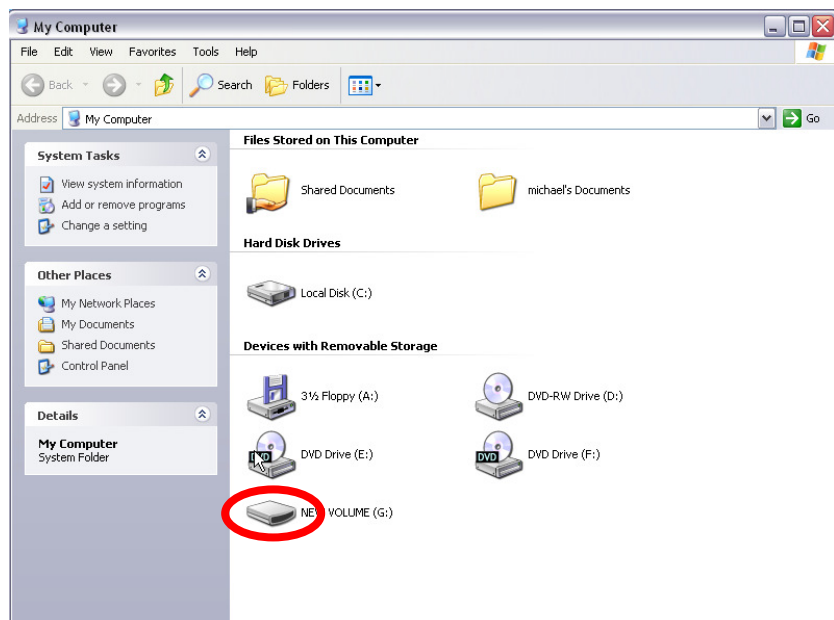 My Computer
File Edit View Favorites Tools Help
Back Search Folders
Address My Computer Go
System Tasks
View system information
Add or remove programs
Change a setting
Other Places
My Network Places
My Documents
Shared Documents
Control Panel
Details
My Computer
System Folder
Files Stored on This Computer
Shared Documents michael's Documents
Hard Disk Drives
Local Disk (C:)
Devices with Removable Storage
3½ Floppy (A:) DVD-RW Drive (D:)
DVD DVD Drive (E:) DVD DVD Drive (F:)
NEW VOLUME (G:)